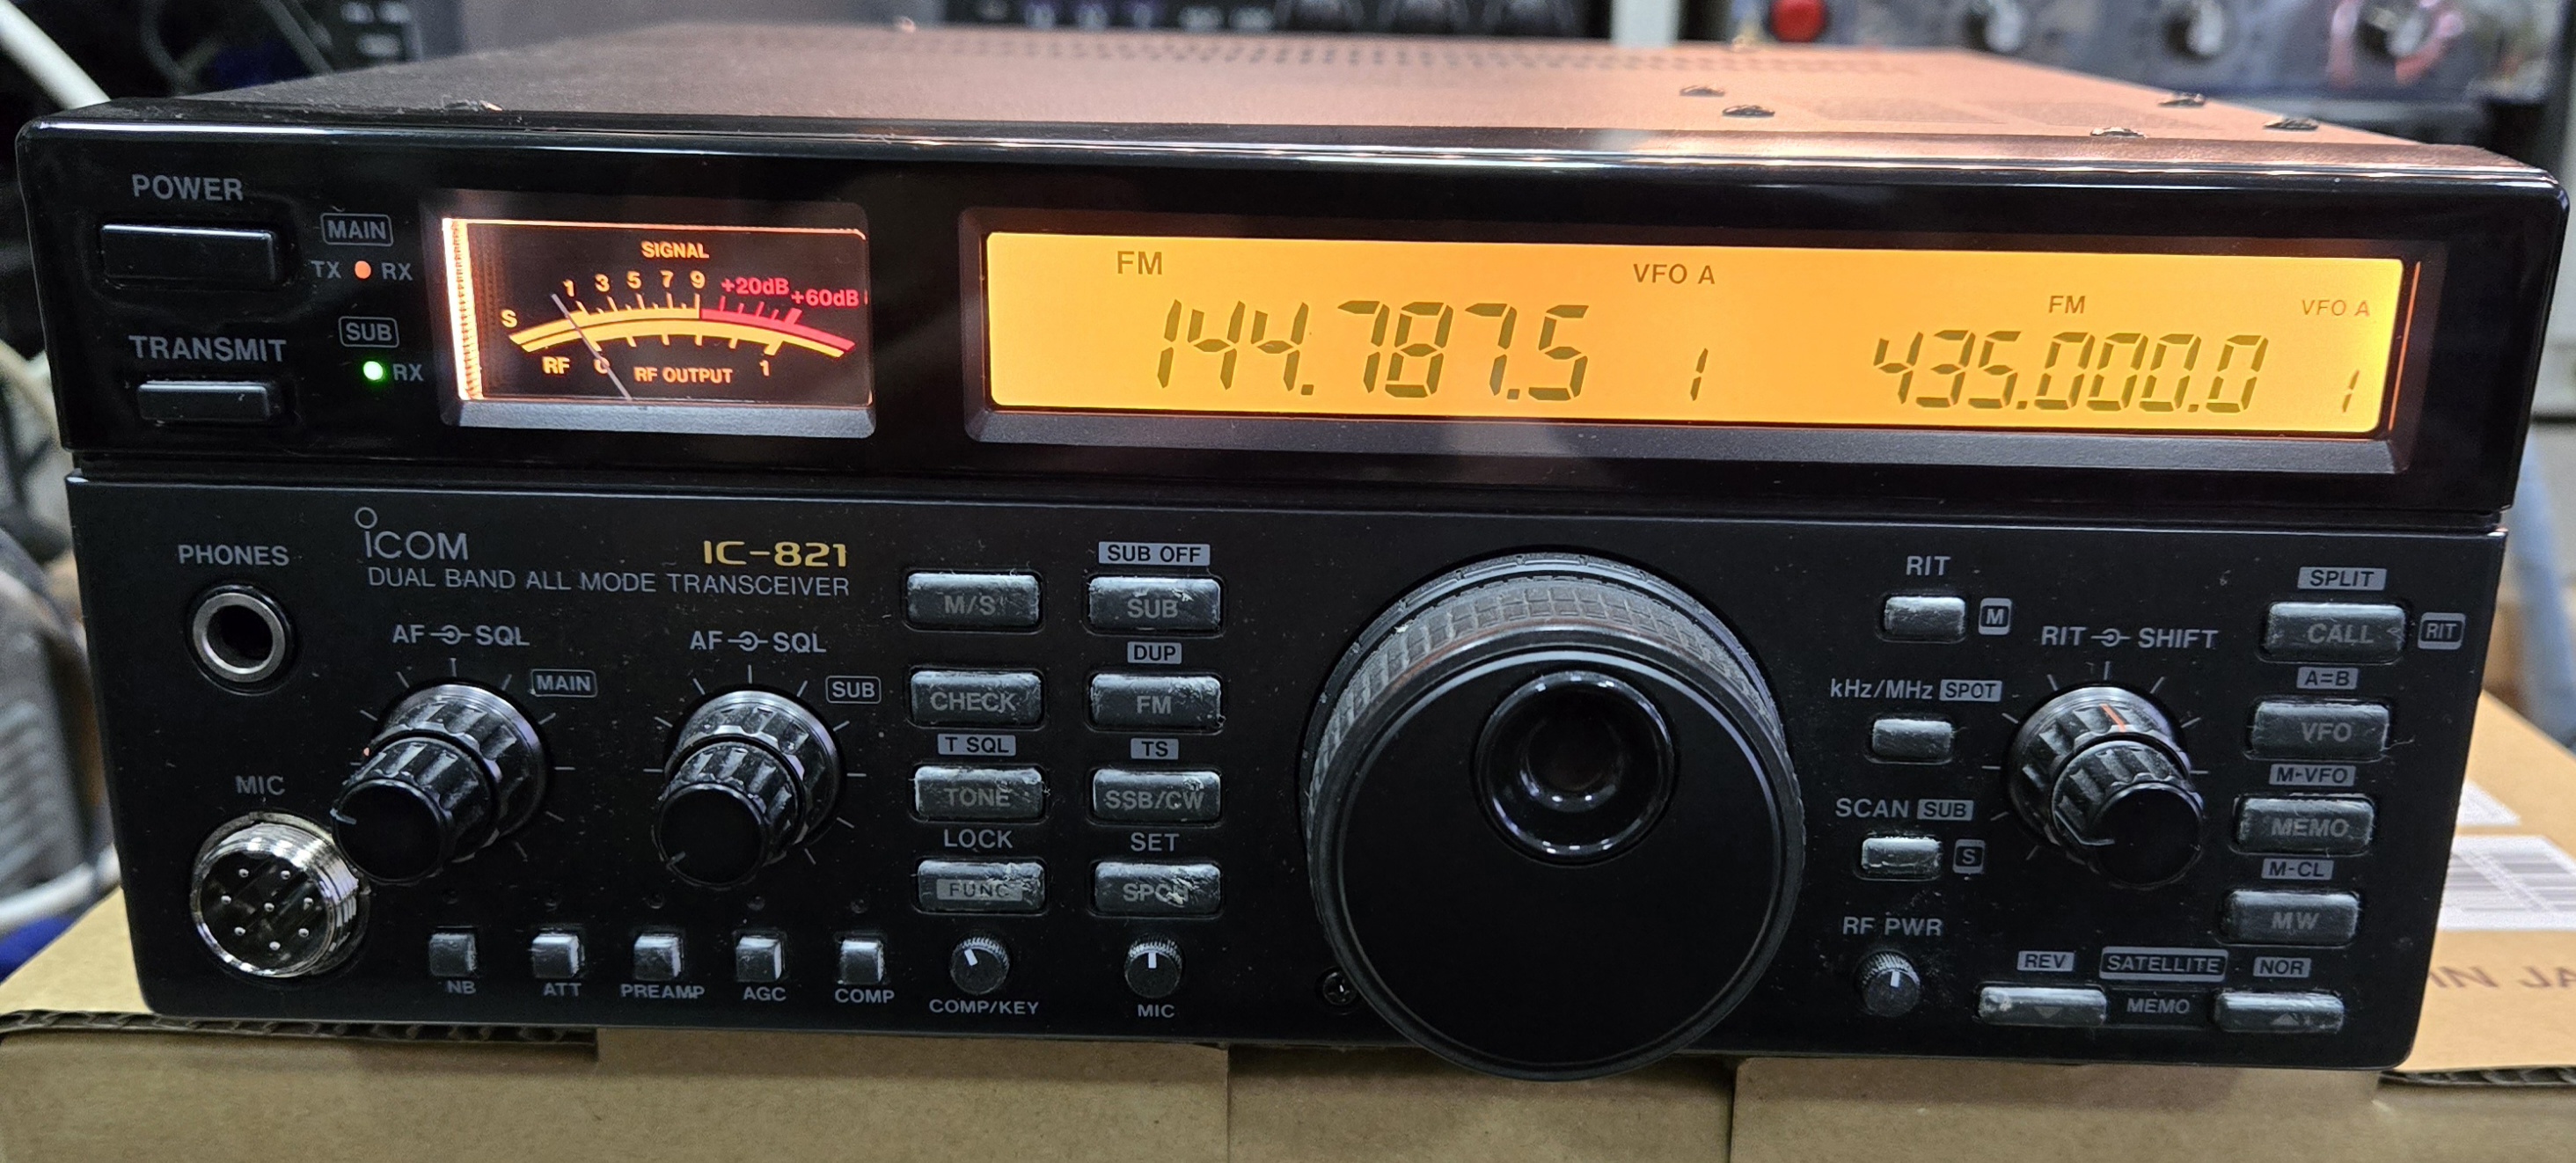 POWER
MAIN
TX RX
SUB
RX
TRANSMIT
SIGNAL
S 1 3 5 7 9 +20dB +60dB
RF 0 RF OUTPUT 1
FM VFO A
144.787.5 1
FM VFO A
435.000.0 1
PHONES
ICOM IC-821
DUAL BAND ALL MODE TRANSCEIVER
AF SQL
MAIN
AF SQL
SUB
MIC
NB ATT PREAMP AGC COMP
M/S
CHECK
T SQL
TONE
LOCK
FUNC
COMP/KEY
SUB OFF
SUB
DUP
FM
TS
SSB/CW
SET
SPCH
MIC
RIT
M
kHz/MHz SPOT
SCAN SUB
S
RF PWR
RIT SHIFT
SPLIT
CALL RIT
A=B
VFO
M-VFO
MEMO
M-CL
MW
REV SATELLITE NOR
MEMO
IN JA